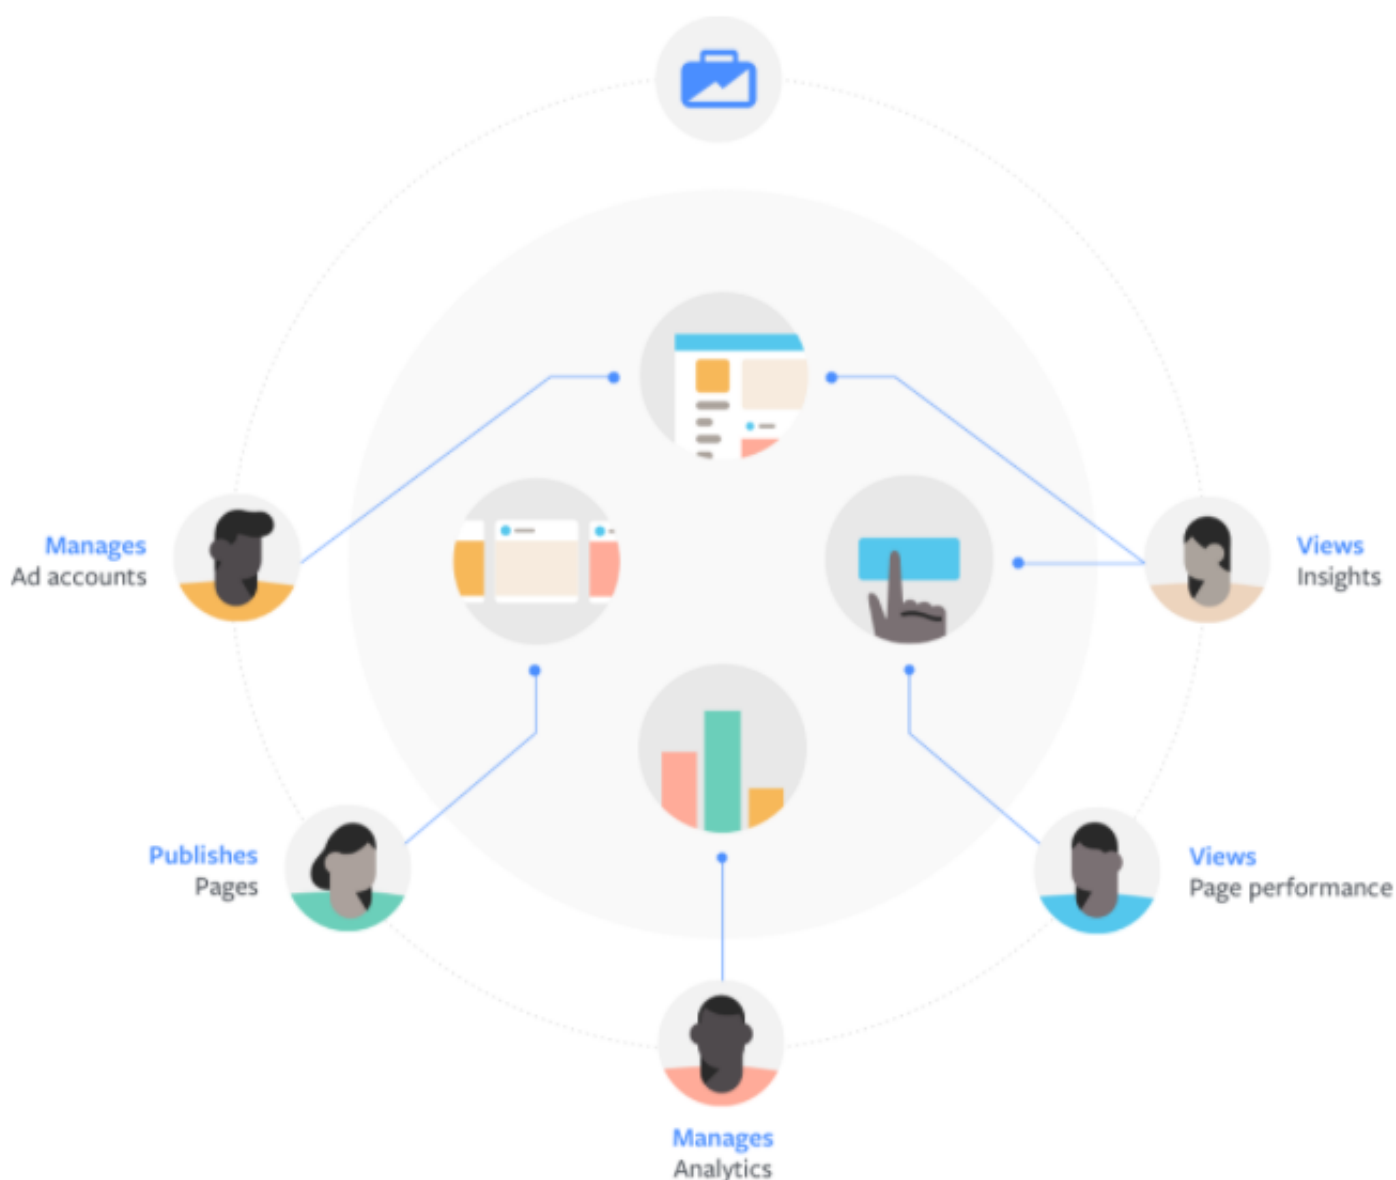 Manages
Ad accounts
Views
Insights
Publishes
Pages
Views
Page performance
Manages
Analytics